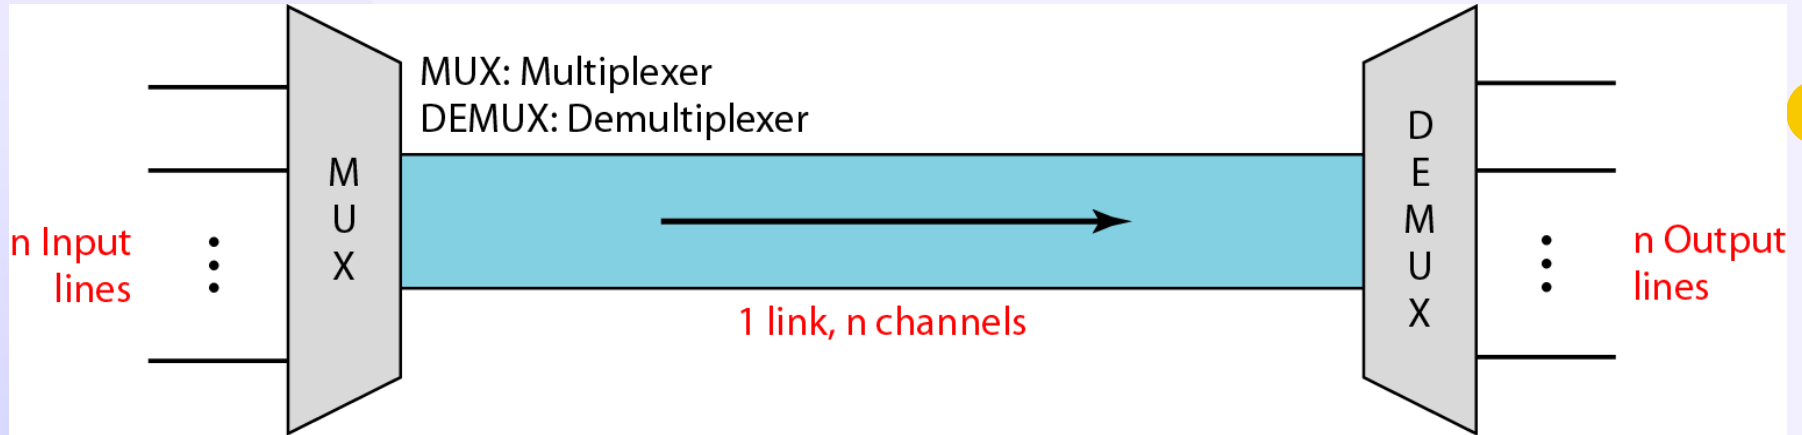 MUX: Multiplexer
DEMUX: Demultiplexer
M
U
X
D
E
M
U
X
n Input
lines
n Output
lines
1 link, n channels